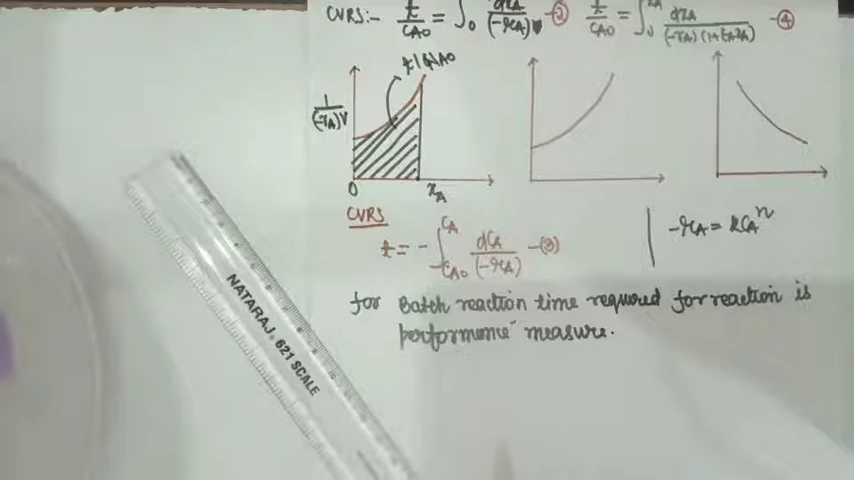 CVRS:- t/CA0 = ∫0 dxA/(-rA)V -② t/CA0 = ∫0^xA dxA/(-rA)(1+εAxA) -④
t/CA0
1/(-rA)V
0 xA
CVRS
t = - ∫CA0^CA dCA/(-rA) -③
-rA = kCA^n
for Batch reaction time required for reaction is
performance measure.
NATARAJ 621 SCALE